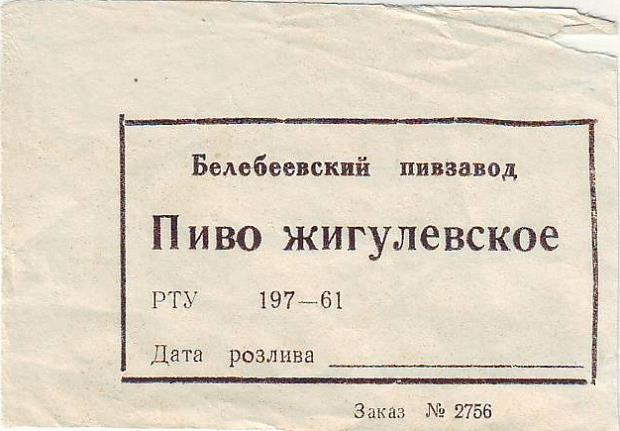 Белебеевский пивзавод
Пиво жигулевское
РТУ 197—61
Дата розлива
Заказ № 2756